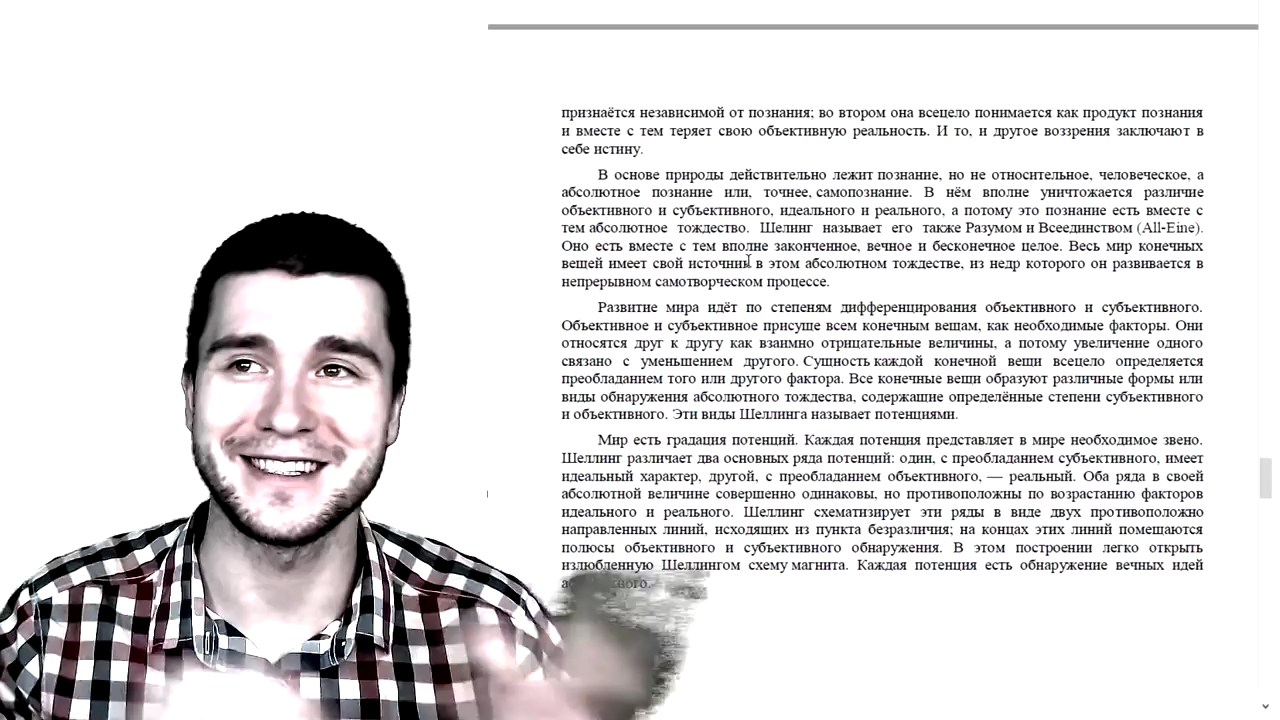 признаётся независимой от познания; во втором она всецело понимается как продукт познания
и вместе с тем теряет свою объективную реальность. И то, и другое воззрения заключают в
себе истину.
В основе природы действительно лежит познание, но не относительное, человеческое, а
абсолютное познание или, точнее, самопознание. В нём вполне уничтожается различие
объективного и субъективного, идеального и реального, а потому это познание есть вместе с
тем абсолютное тождество. Шелинг называет его также Разумом и Всеединством (All-Eine).
Оно есть вместе с тем вполне законченное, вечное и бесконечное целое. Весь мир конечных
вещей имеет свой источник в этом абсолютном тождестве, из недр которого он развивается в
непрерывном самотворческом процессе.
Развитие мира идёт по степеням дифференцирования объективного и субъективного.
Объективное и субъективное присуще всем конечным вещам, как необходимые факторы. Они
относятся друг к другу как взаимно отрицательные величины, а потому увеличение одного
связано с уменьшением другого. Сущность каждой конечной вещи всецело определяется
преобладанием того или другого фактора. Все конечные вещи образуют различные формы или
виды обнаружения абсолютного тождества, содержащие определённые степени субъективного
и объективного. Эти виды Шеллинга называет потенциями.
Мир есть градация потенций. Каждая потенция представляет в мире необходимое звено.
Шеллинг различает два основных ряда потенций: один, с преобладанием субъективного, имеет
идеальный характер, другой, с преобладанием объективного, — реальный. Оба ряда в своей
абсолютной величине совершенно одинаковы, но противоположны по возрастанию факторов
идеального и реального. Шеллинг схематизирует эти ряды в виде двух противоположно
направленных линий, исходящих из пункта безразличия; на концах этих линий помещаются
полюсы объективного и субъективного обнаружения. В этом построении легко открыть
излюбленную Шеллингом схему магнита. Каждая потенция есть обнаружение вечных идей